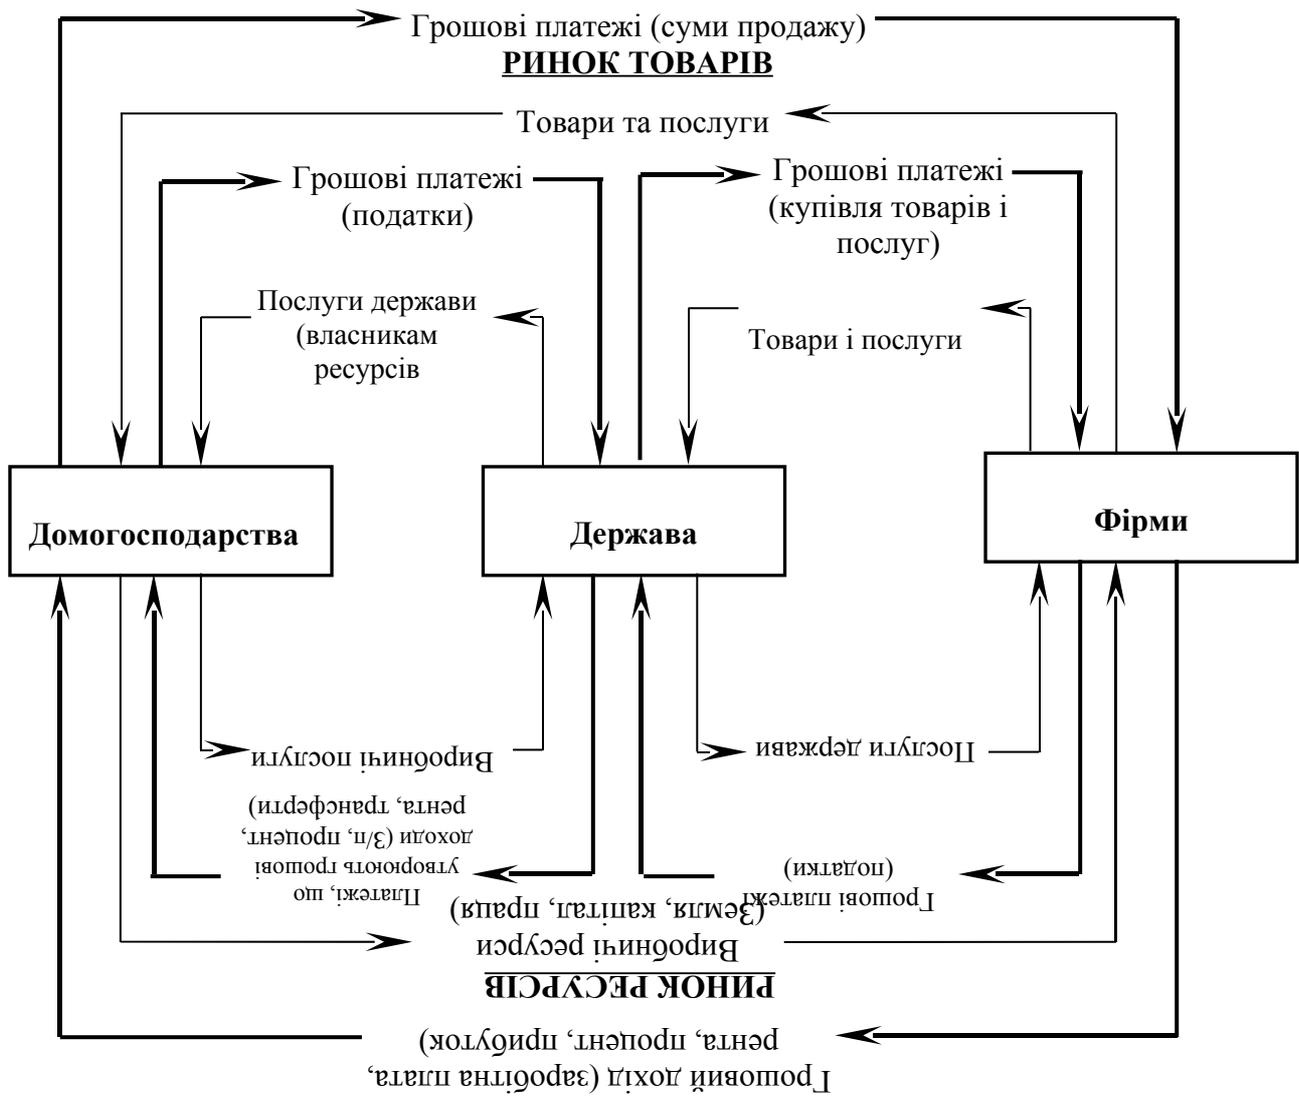 Грошові платежі (суми продажу)
РИНОК ТОВАРІВ
Товари та послуги
Грошові платежі
(податки)
Грошові платежі
(купівля товарів і
послуг)
Послуги держави
(власникам
ресурсів
Товари і послуги
Домогосподарства
Держава
Фірми
Виробничі послуги
Послуги держави
Платежі, що
утворюють грошові
доходи (З/п, процент,
рента, трансферти)
Грошові платежі
(податки)
Виробничі ресурси
(Земля, капітал, праця)
РИНОК РЕСУРСІВ
Грошовий дохід (заробітна плата,
рента, процент, прибуток)